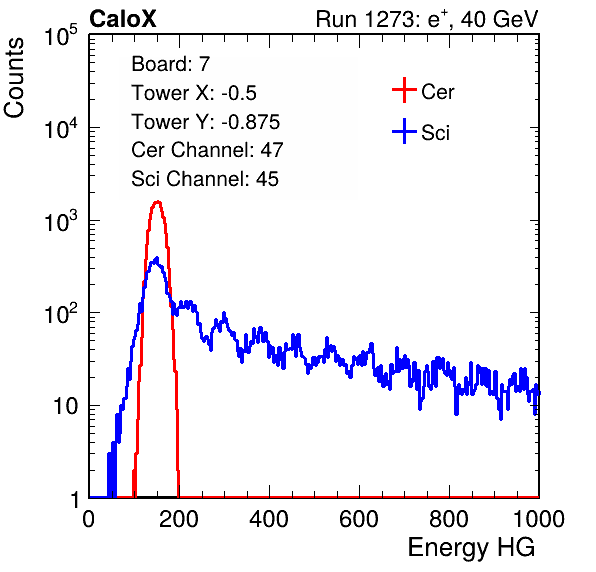 CaloX Run 1273: e⁺, 40 GeV
Counts
10⁵
10⁴
10³
10²
10
1
Board: 7
Tower X: -0.5
Tower Y: -0.875
Cer Channel: 47
Sci Channel: 45
Cer
Sci
0 200 400 600 800 1000
Energy HG